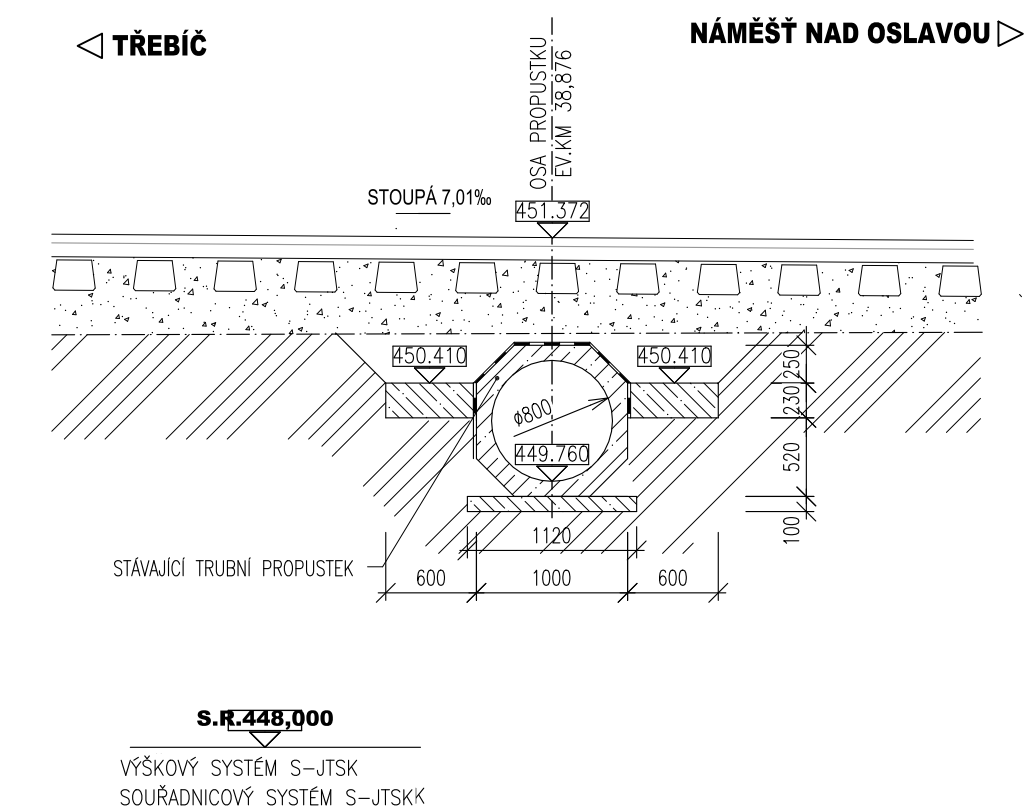 TŘEBÍČ
NÁMĚŠŤ NAD OSLAVOU
OSA PROPUSTKU
EV.KM 38,876
STOUPÁ 7,01‰
451.372
450.410
450.410
250
230
ø800
449.760
520
100
1120
STÁVAJÍCÍ TRUBNÍ PROPUSTEK
600
1000
600
S.R.448,000
VÝŠKOVÝ SYSTÉM S-JTSK
SOUŘADNICOVÝ SYSTÉM S-JTSKK